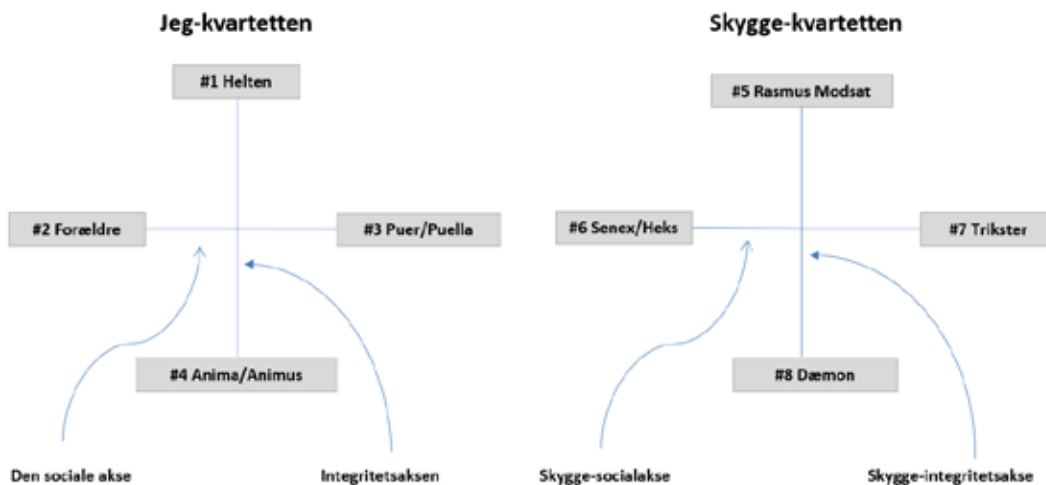 Jeg-kvartetten
#1 Helten
#2 Forældre
#3 Puer/Puella
#4 Anima/Animus
Den sociale akse
Integritetsaksen
Skygge-kvartetten
#5 Rasmus Modsat
#6 Senex/Heks
#7 Trikster
#8 Dæmon
Skygge-socialakse
Skygge-integritetsakse